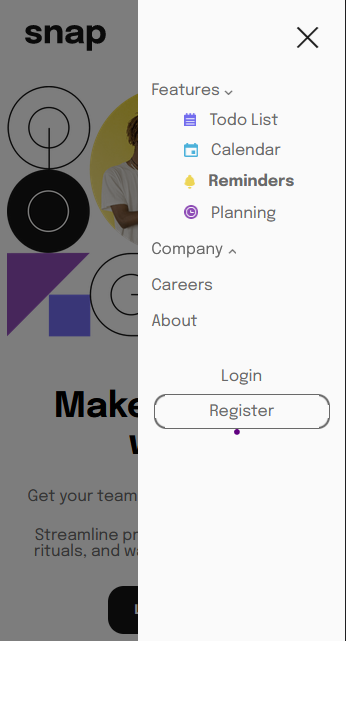 snap
Features
Todo List
Calendar
Reminders
Planning
Company
Careers
About
Login
Register
Make
Get your team
Streamline pr
rituals, and wa